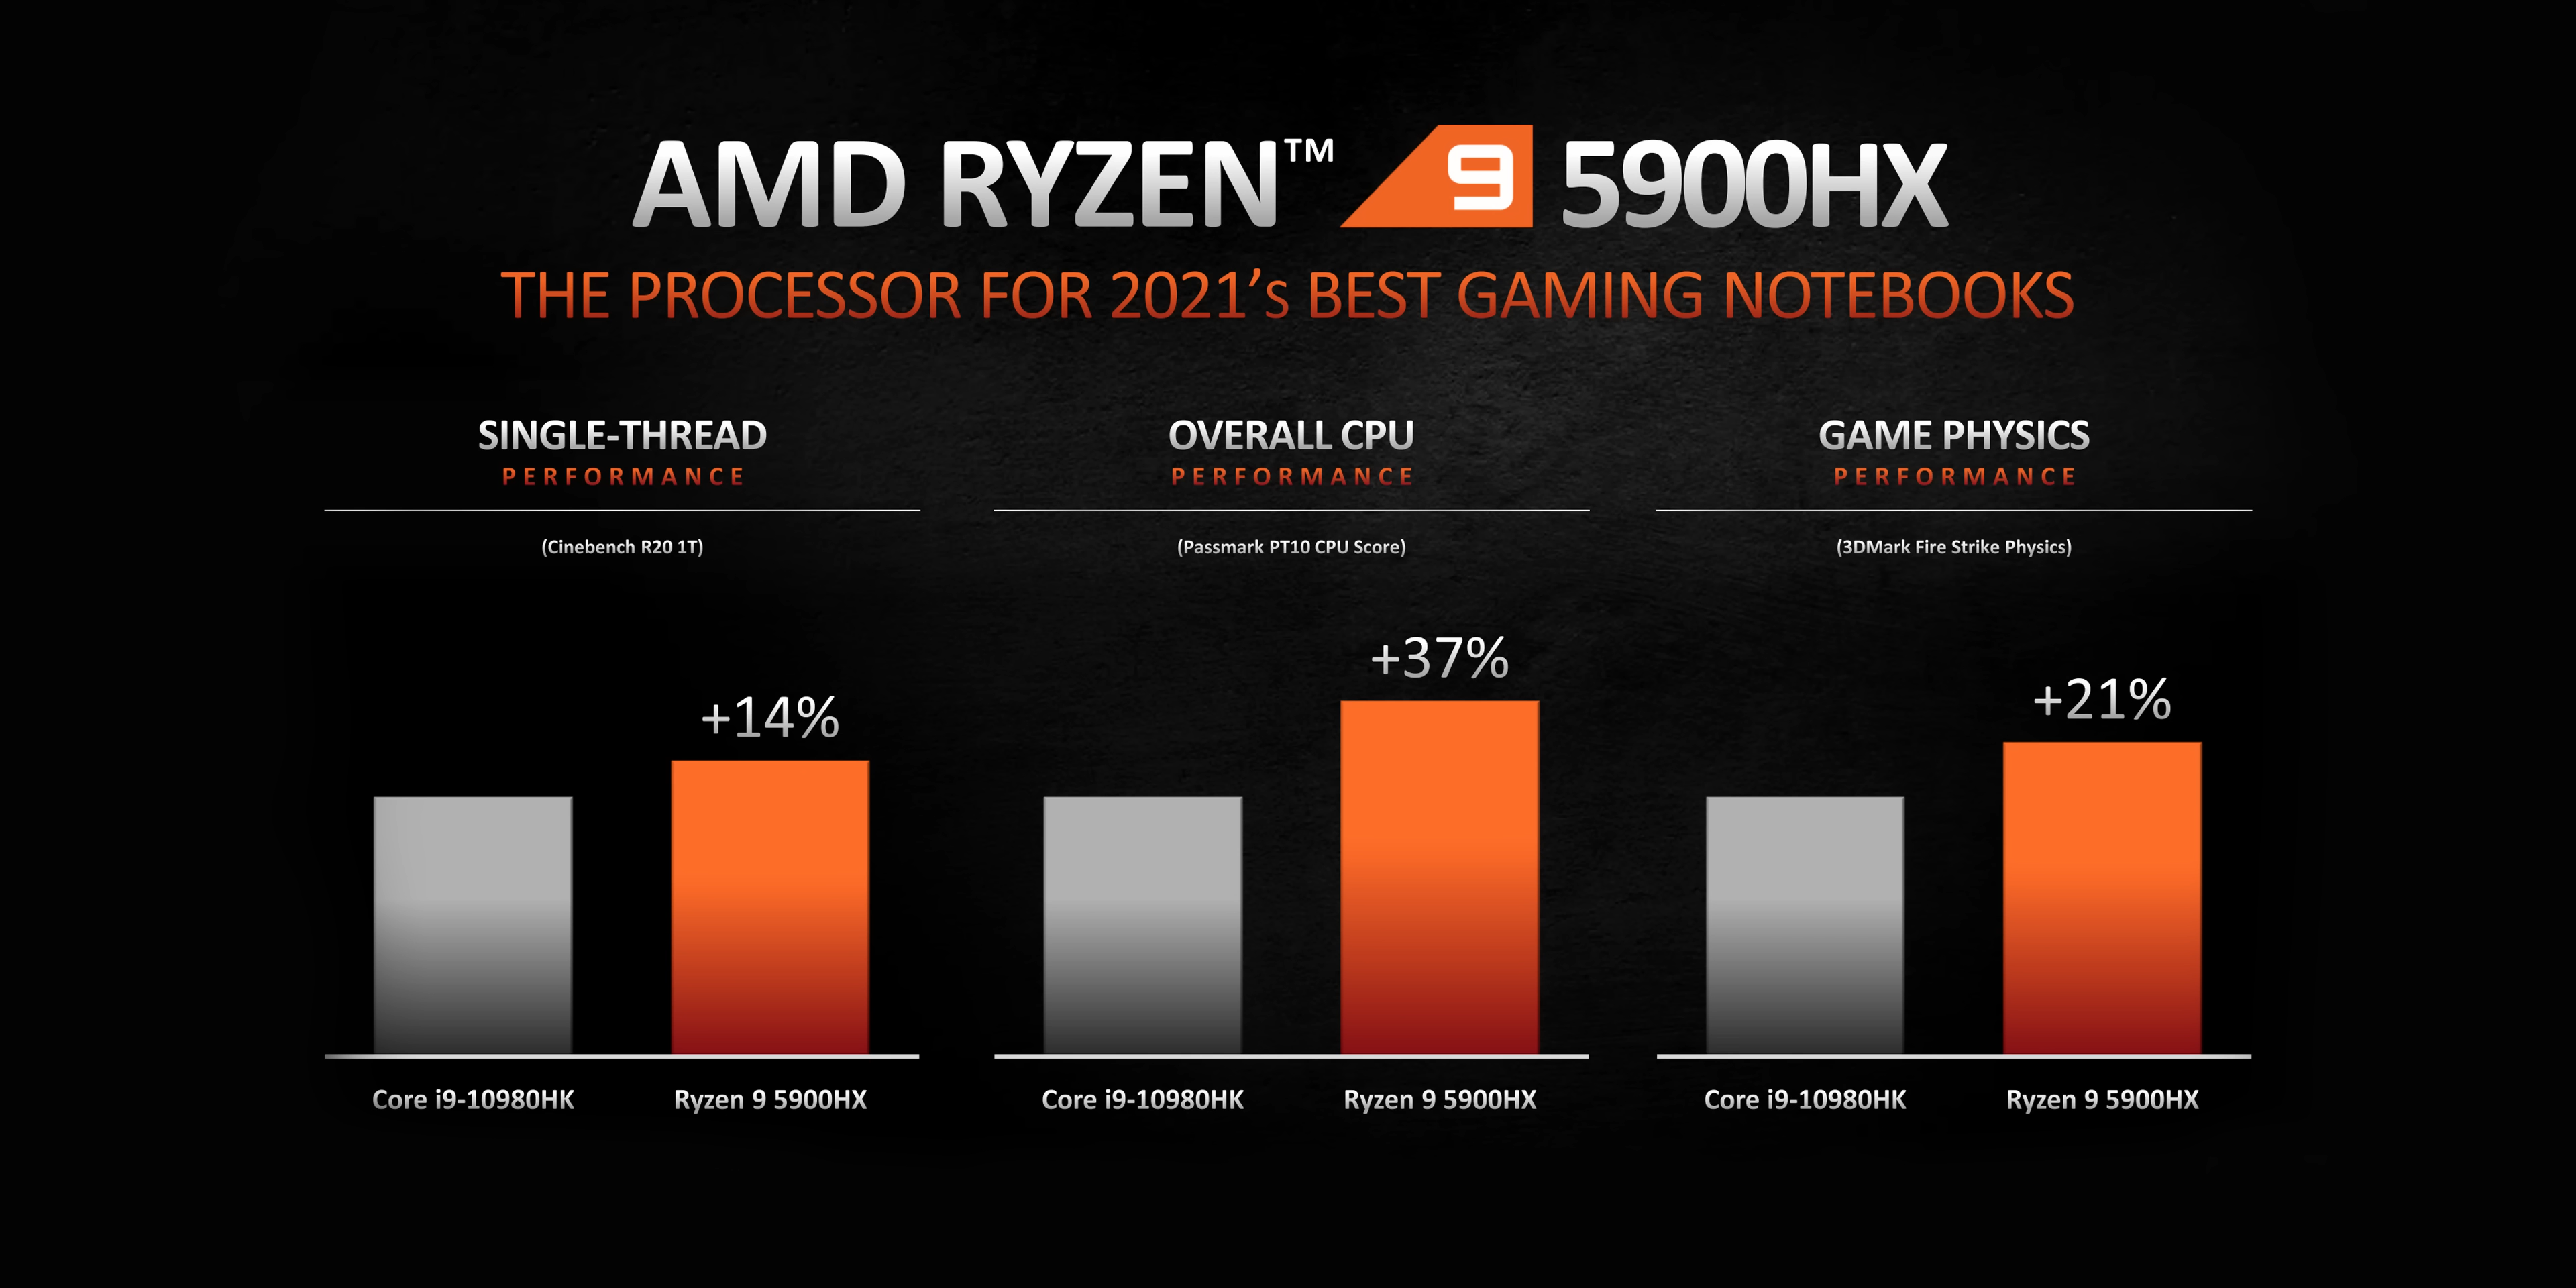 AMD RYZEN™ 9 5900HX
THE PROCESSOR FOR 2021’s BEST GAMING NOTEBOOKS
SINGLE-THREAD
PERFORMANCE
(Cinebench R20 1T)
+14%
Core i9-10980HK
Ryzen 9 5900HX
OVERALL CPU
PERFORMANCE
(Passmark PT10 CPU Score)
+37%
Core i9-10980HK
Ryzen 9 5900HX
GAME PHYSICS
PERFORMANCE
(3DMark Fire Strike Physics)
+21%
Core i9-10980HK
Ryzen 9 5900HX